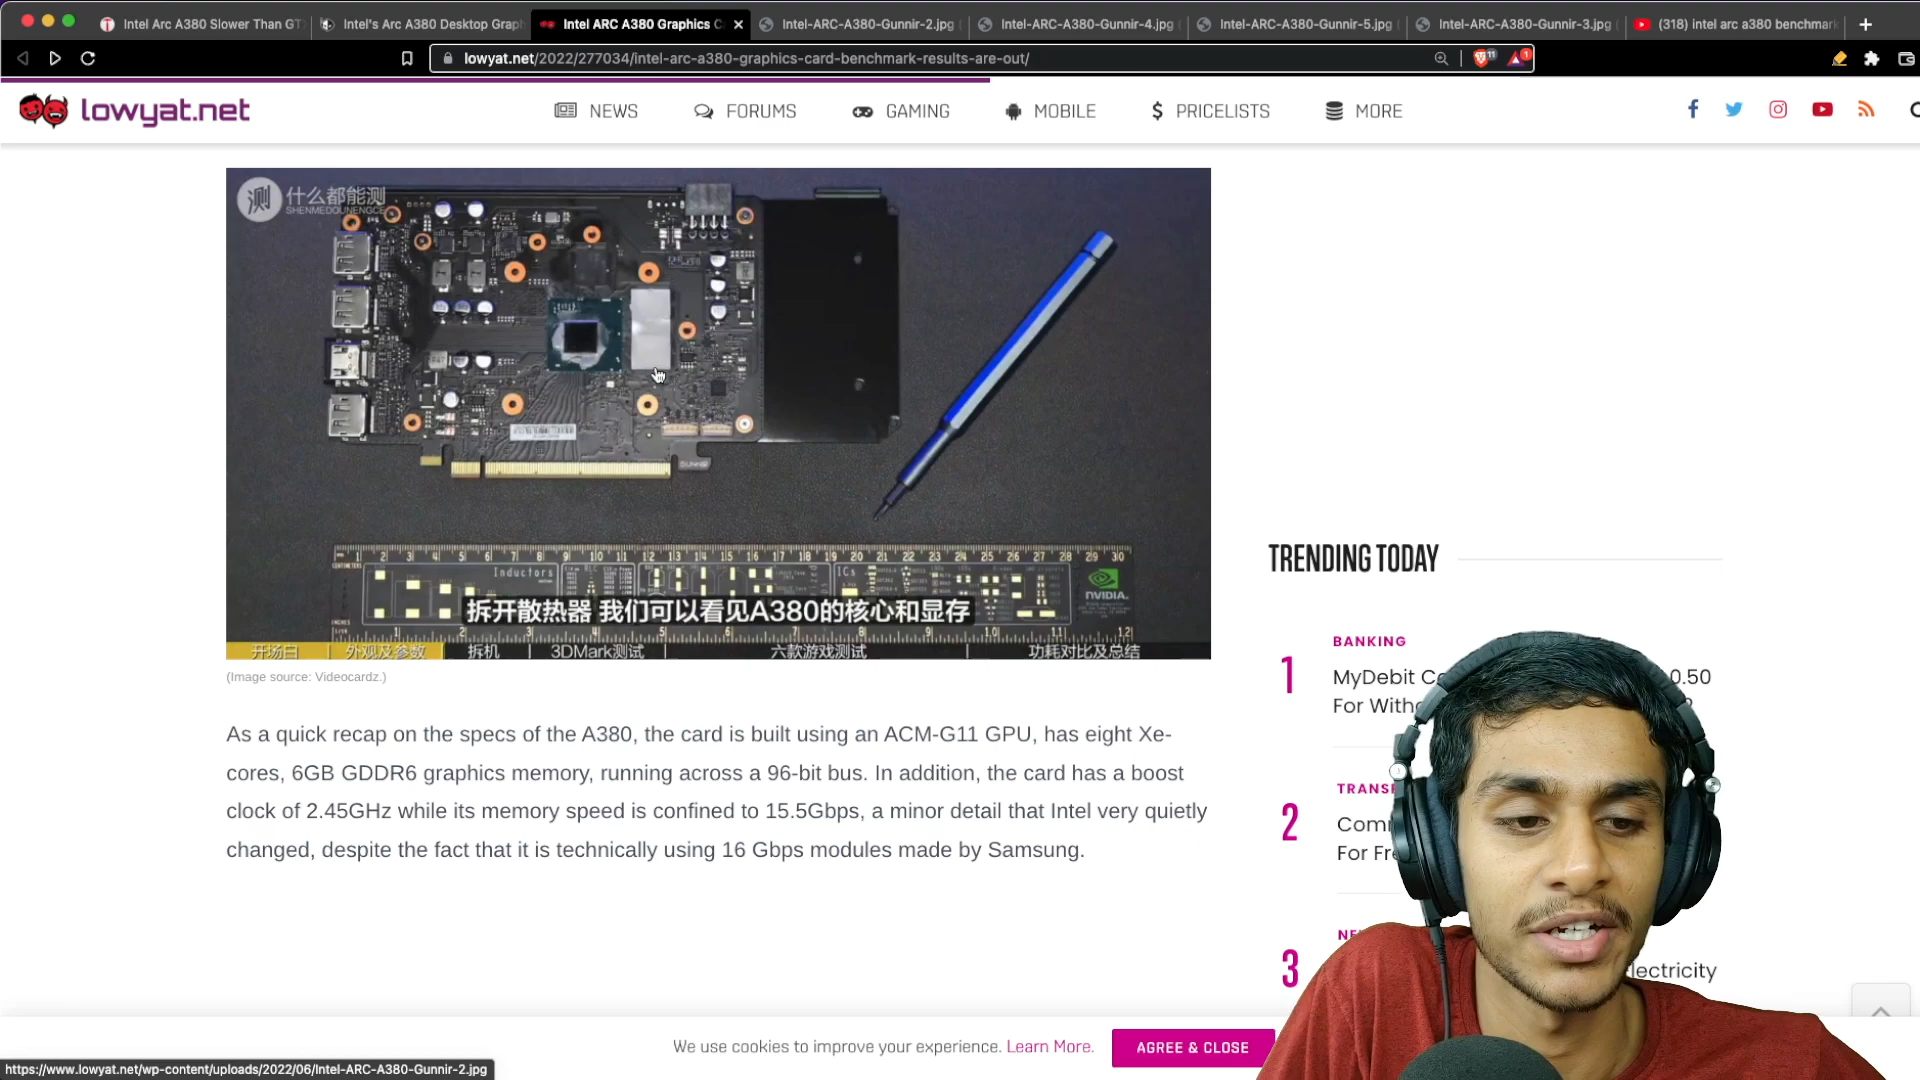 Intel Arc A380 Slower Than GT
Intel's Arc A380 Desktop Graph
Intel ARC A380 Graphics C
Intel-ARC-A380-Gunnir-2.jpg
Intel-ARC-A380-Gunnir-4.jpg
Intel-ARC-A380-Gunnir-5.jpg
Intel-ARC-A380-Gunnir-3.jpg
(318) intel arc a380 benchmark
lowyat.net/2022/277034/intel-arc-a380-graphics-card-benchmark-results-are-out/
11
1
lowyat.net
NEWS
FORUMS
GAMING
MOBILE
PRICELISTS
MORE
测 什么都能测
SHENMEDOUNENGCE
Inductors
ICs
NVIDIA
拆开散热器 我们可以看见A380的核心和显存
开场白 外观及参数 拆机 3DMark测试 六款游戏测试 功耗对比及总结
(Image source: Videocardz.)
As a quick recap on the specs of the A380, the card is built using an ACM-G11 GPU, has eight Xe-
cores, 6GB GDDR6 graphics memory, running across a 96-bit bus. In addition, the card has a boost
clock of 2.45GHz while its memory speed is confined to 15.5Gbps, a minor detail that Intel very quietly
changed, despite the fact that it is technically using 16 Gbps modules made by Samsung.
TRENDING TODAY
BANKING
1
MyDebit C
0.50
For With
TRANS
2
Com
For Fr
3
lectricity
We use cookies to improve your experience. Learn More.
AGREE & CLOSE
https://www.lowyat.net/wp-content/uploads/2022/06/Intel-ARC-A380-Gunnir-2.jpg